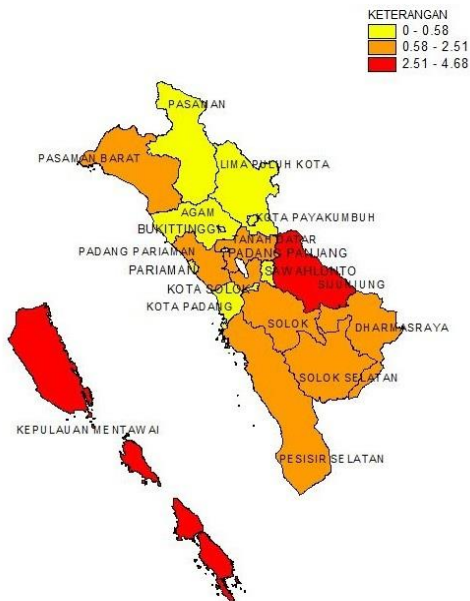 KETERANGAN
0 - 0.58
0.58 - 2.51
2.51 - 4.68
PASAMAN
PASAMAN BARAT
LIMA PULUH KOTA
AGAM
KOTA PAYAKUMBUH
BUKITTINGGI
TANAH DATAR
PADANG PARIAMAN
PADANG PANJANG
PARIAMAN
SAWAHLUNTO
SIJUNJUNG
KOTA SOLOK
KOTA PADANG
SOLOK
DHARMASRAYA
SOLOK SELATAN
KEPULAUAN MENTAWAI
PESISIR SELATAN